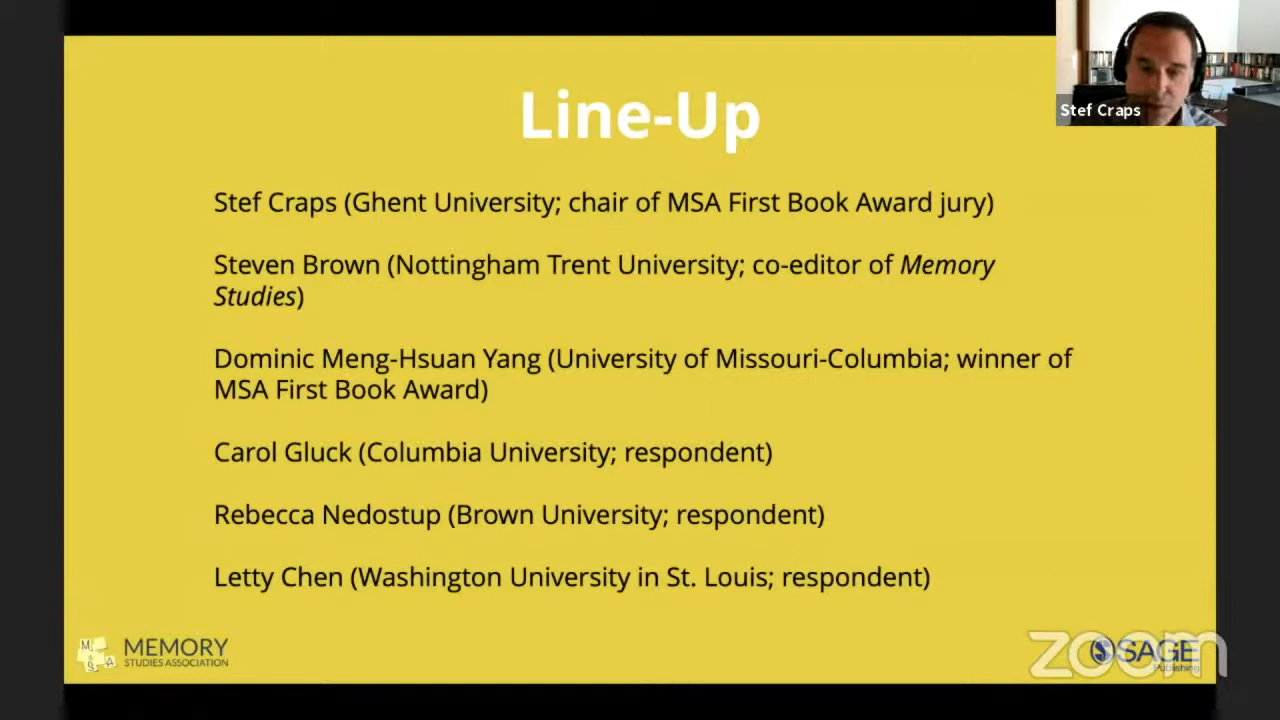 Line-Up
Stef Craps
Stef Craps (Ghent University; chair of MSA First Book Award jury)
Steven Brown (Nottingham Trent University; co-editor of Memory
Studies)
Dominic Meng-Hsuan Yang (University of Missouri-Columbia; winner of
MSA First Book Award)
Carol Gluck (Columbia University; respondent)
Rebecca Nedostup (Brown University; respondent)
Letty Chen (Washington University in St. Louis; respondent)
M S A
MEMORY
STUDIES ASSOCIATION
zoom
SAGE
Publishing